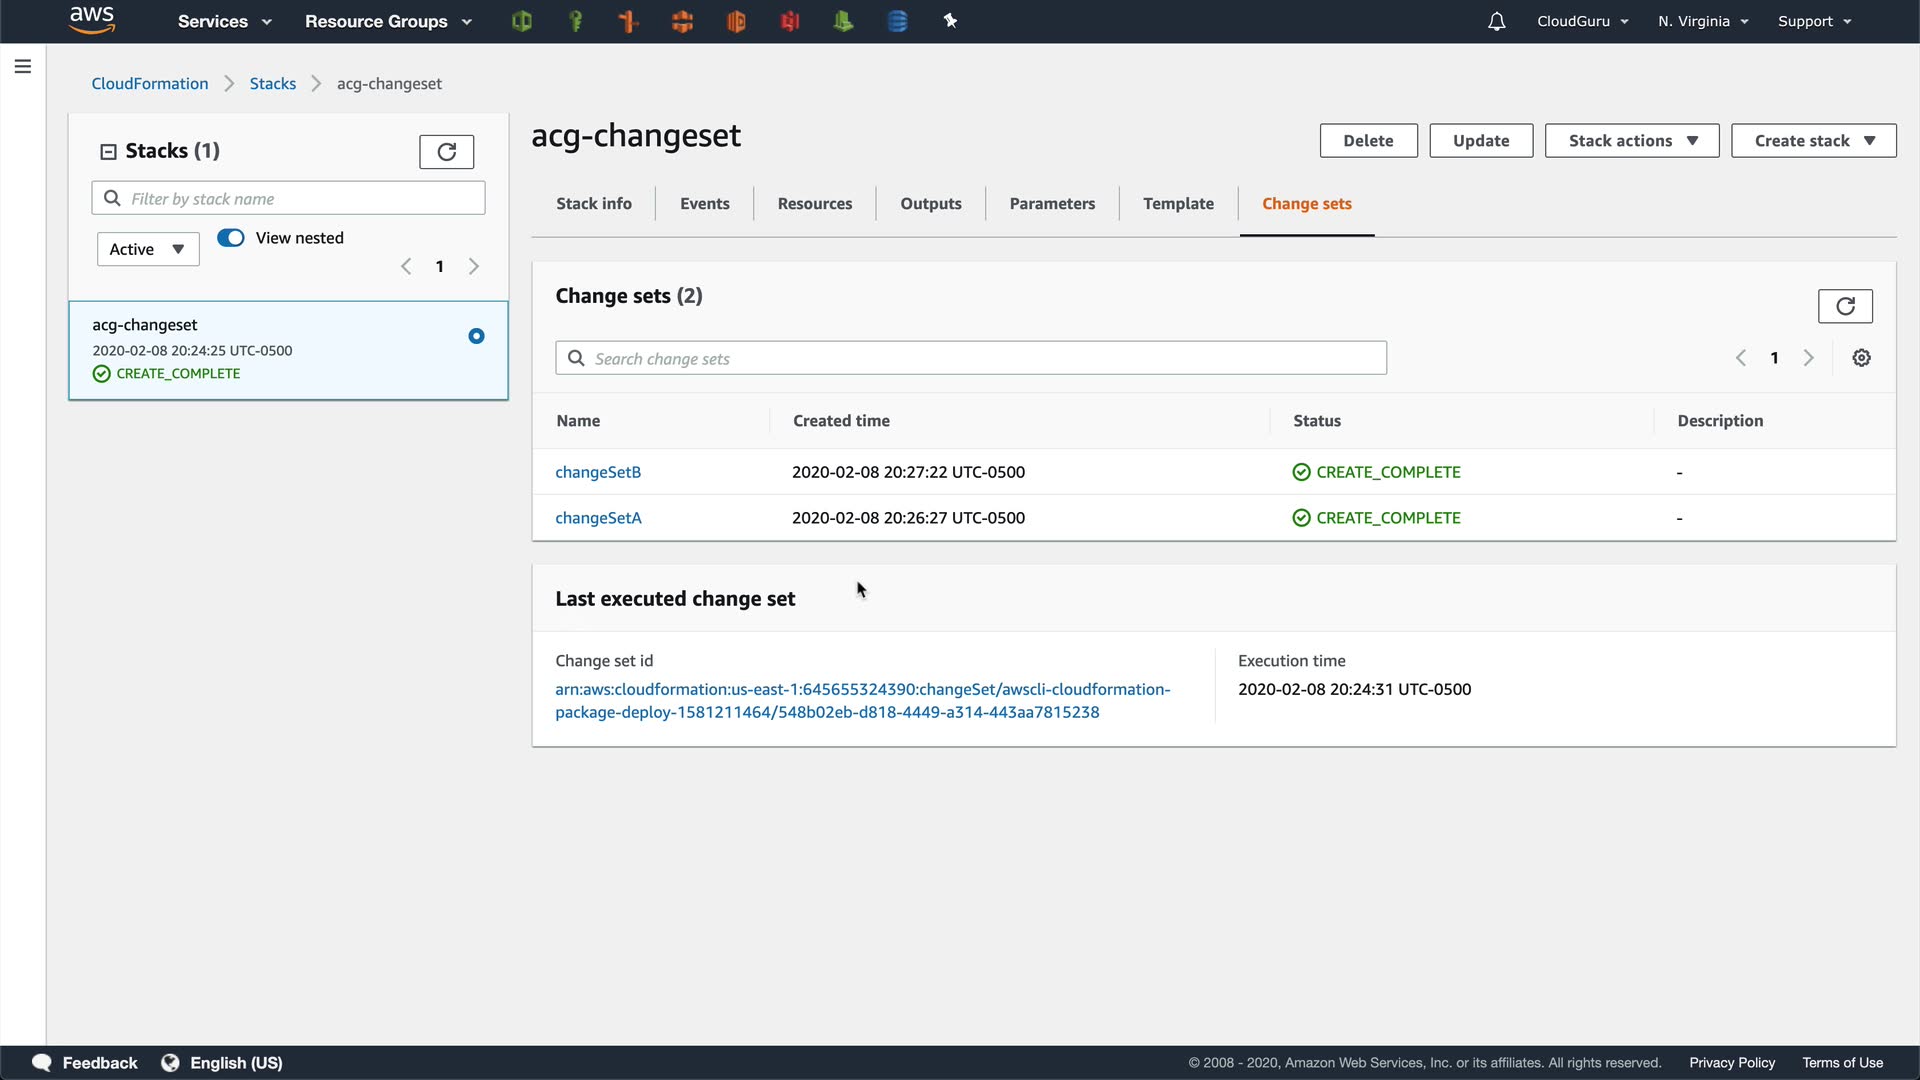 aws
Services
Resource Groups
CloudGuru
N. Virginia
Support
CloudFormation
Stacks
acg-changeset
Stacks (1)
Filter by stack name
Active
View nested
1
acg-changeset
2020-02-08 20:24:25 UTC-0500
CREATE_COMPLETE
acg-changeset
Delete
Update
Stack actions
Create stack
Stack info
Events
Resources
Outputs
Parameters
Template
Change sets
Change sets (2)
Search change sets
1
Name
Created time
Status
Description
changeSetB
2020-02-08 20:27:22 UTC-0500
CREATE_COMPLETE
-
changeSetA
2020-02-08 20:26:27 UTC-0500
CREATE_COMPLETE
-
Last executed change set
Change set id
arn:aws:cloudformation:us-east-1:645655324390:changeSet/awscli-cloudformation-
package-deploy-1581211464/548b02eb-d818-4449-a314-443aa7815238
Execution time
2020-02-08 20:24:31 UTC-0500
Feedback
English (US)
© 2008 - 2020, Amazon Web Services, Inc. or its affiliates. All rights reserved.
Privacy Policy
Terms of Use